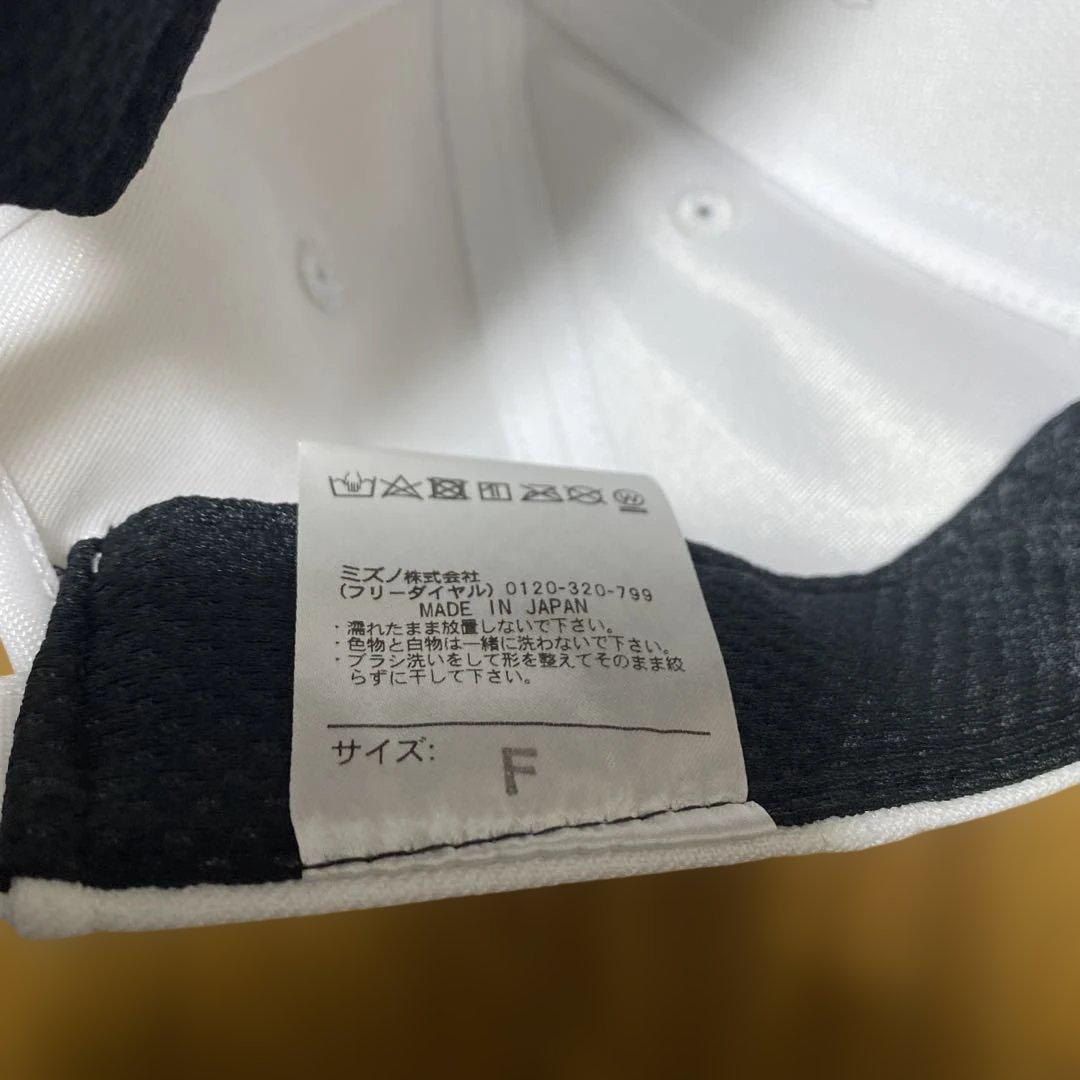 ミズノ株式会社
(フリーダイヤル) 0120-320-799
MADE IN JAPAN
・濡れたまま放置しないで下さい。
・色物と白物は一緒に洗わないで下さい。
・ブラシ洗いをして形を整えてそのまま絞
らずに干して下さい。
サイズ: F